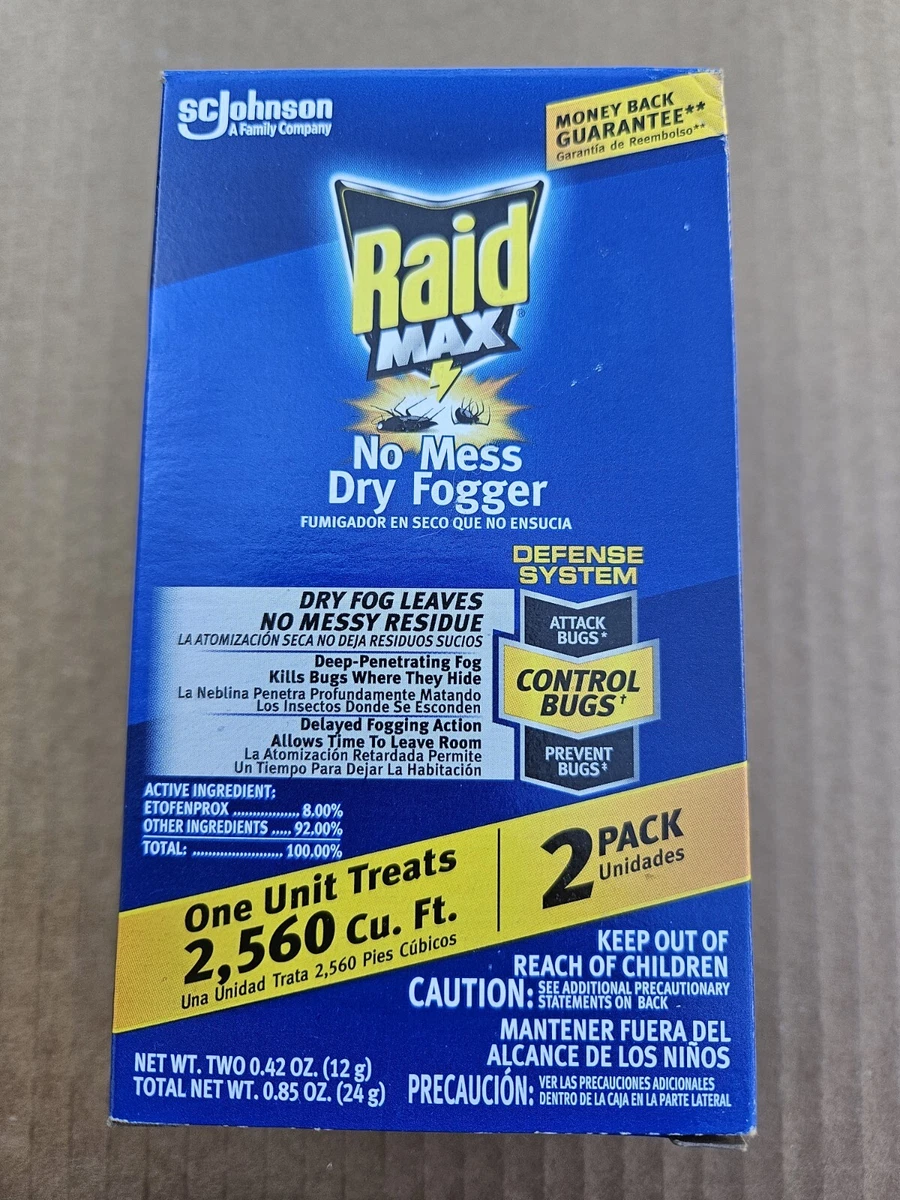 SCJohnson
A Family Company
MONEY BACK
GUARANTEE**
Garantía de Reembolso**
Raid
®
MAX
No Mess
Dry Fogger
FUMIGADOR EN SECO QUE NO ENSUCIA
DEFENSE
SYSTEM
DRY FOG LEAVES
NO MESSY RESIDUE
LA ATOMIZACIÓN SECA NO DEJA RESIDUOS SUCIOS
Deep-Penetrating Fog
Kills Bugs Where They Hide
La Neblina Penetra Profundamente Matando
Los Insectos Donde Se Esconden
Delayed Fogging Action
Allows Time To Leave Room
La Atomización Retardada Permite
Un Tiempo Para Dejar La Habitación
ATTACK
BUGS*
CONTROL
BUGS†
PREVENT
BUGS‡
ACTIVE INGREDIENT:
ETOFENPROX ................. 8.00%
OTHER INGREDIENTS ..... 92.00%
TOTAL: ....................... 100.00%
One Unit Treats
2,560 Cu. Ft.
Una Unidad Trata 2,560 Pies Cúbicos
2 PACK
Unidades
KEEP OUT OF
REACH OF CHILDREN
CAUTION: SEE ADDITIONAL PRECAUTIONARY
STATEMENTS ON BACK
MANTENER FUERA DEL
ALCANCE DE LOS NIÑOS
PRECAUCIÓN: VER LAS PRECAUCIONES ADICIONALES
DENTRO DE LA CAJA EN LA PARTE LATERAL
NET WT. TWO 0.42 OZ. (12 g)
TOTAL NET WT. 0.85 OZ. (24 g)